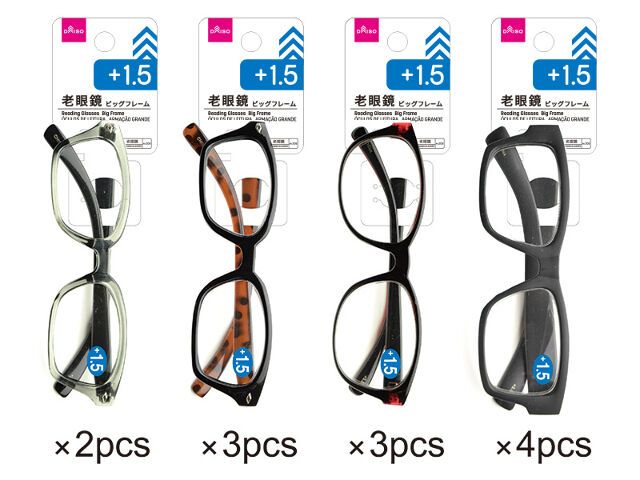 DAISO
+1.5
老眼鏡 ビッグフレーム
Reading Glasses Big Frame
ÓCULOS DE LEITURA ARMAÇÃO GRANDE
+1.5
×2pcs
DAISO
+1.5
老眼鏡 ビッグフレーム
Reading Glasses Big Frame
ÓCULOS DE LEITURA ARMAÇÃO GRANDE
+1.5
×3pcs
DAISO
+1.5
老眼鏡 ビッグフレーム
Reading Glasses Big Frame
ÓCULOS DE LEITURA ARMAÇÃO GRANDE
+1.5
×3pcs
DAISO
+1.5
老眼鏡 ビッグフレーム
Reading Glasses Big Frame
ÓCULOS DE LEITURA ARMAÇÃO GRANDE
+1.5
×4pcs